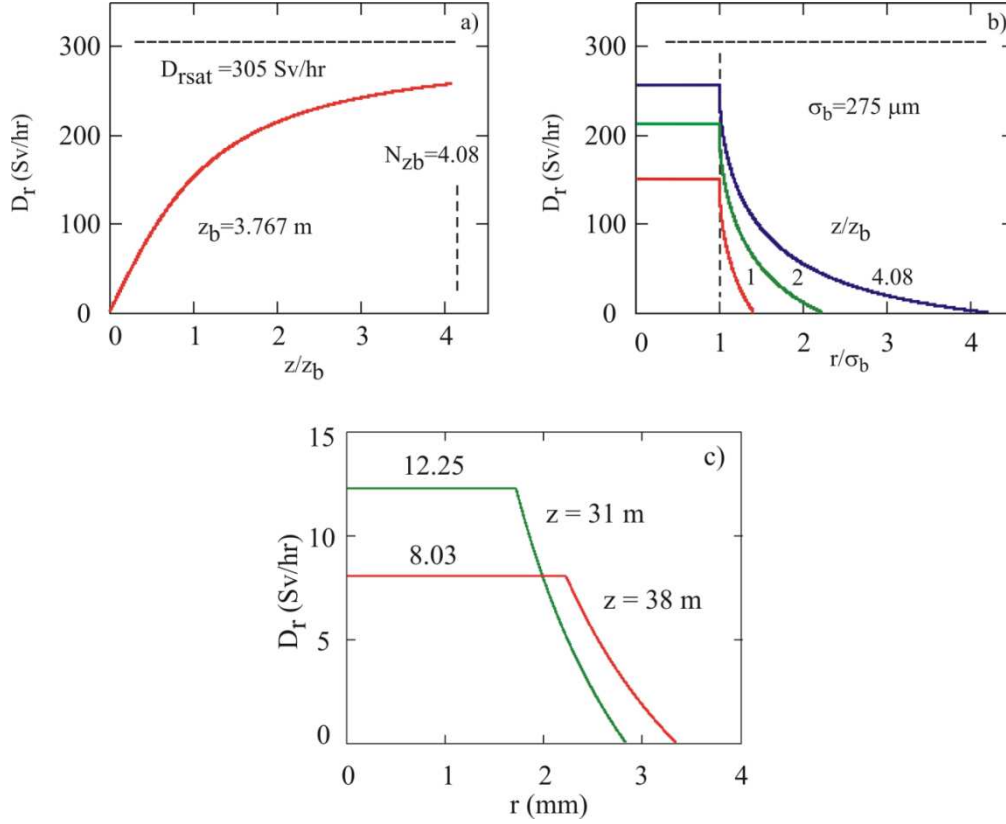 a)
300
D_rsat =305 Sv/hr
200
N_zb=4.08
D_r (Sv/hr)
100
z_b=3.767 m
0
0 1 2 3 4
z/z_b
b)
300
σ_b=275 μm
200
D_r (Sv/hr)
z/z_b
100
1 2 4.08
0
0 1 2 3 4
r/σ_b
15
c)
12.25
z = 31 m
10
8.03
D_r ((Sv/hr)
z = 38 m
5
0
0 1 2 3 4
r (mm)